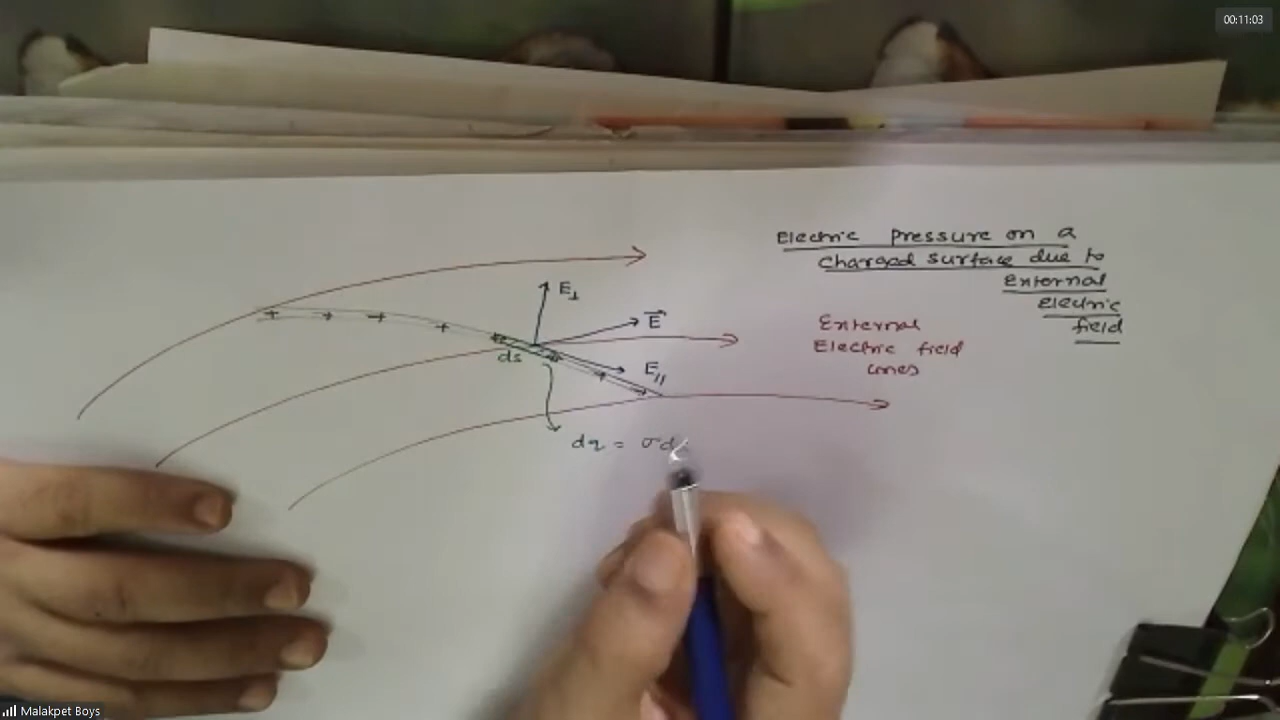 00:11:03
Electric pressure on a
charged surface due to
External
electric
field
External
Electric field
lines
E⊥
E⃗
E//
ds
dq = σd
Malakpet Boys